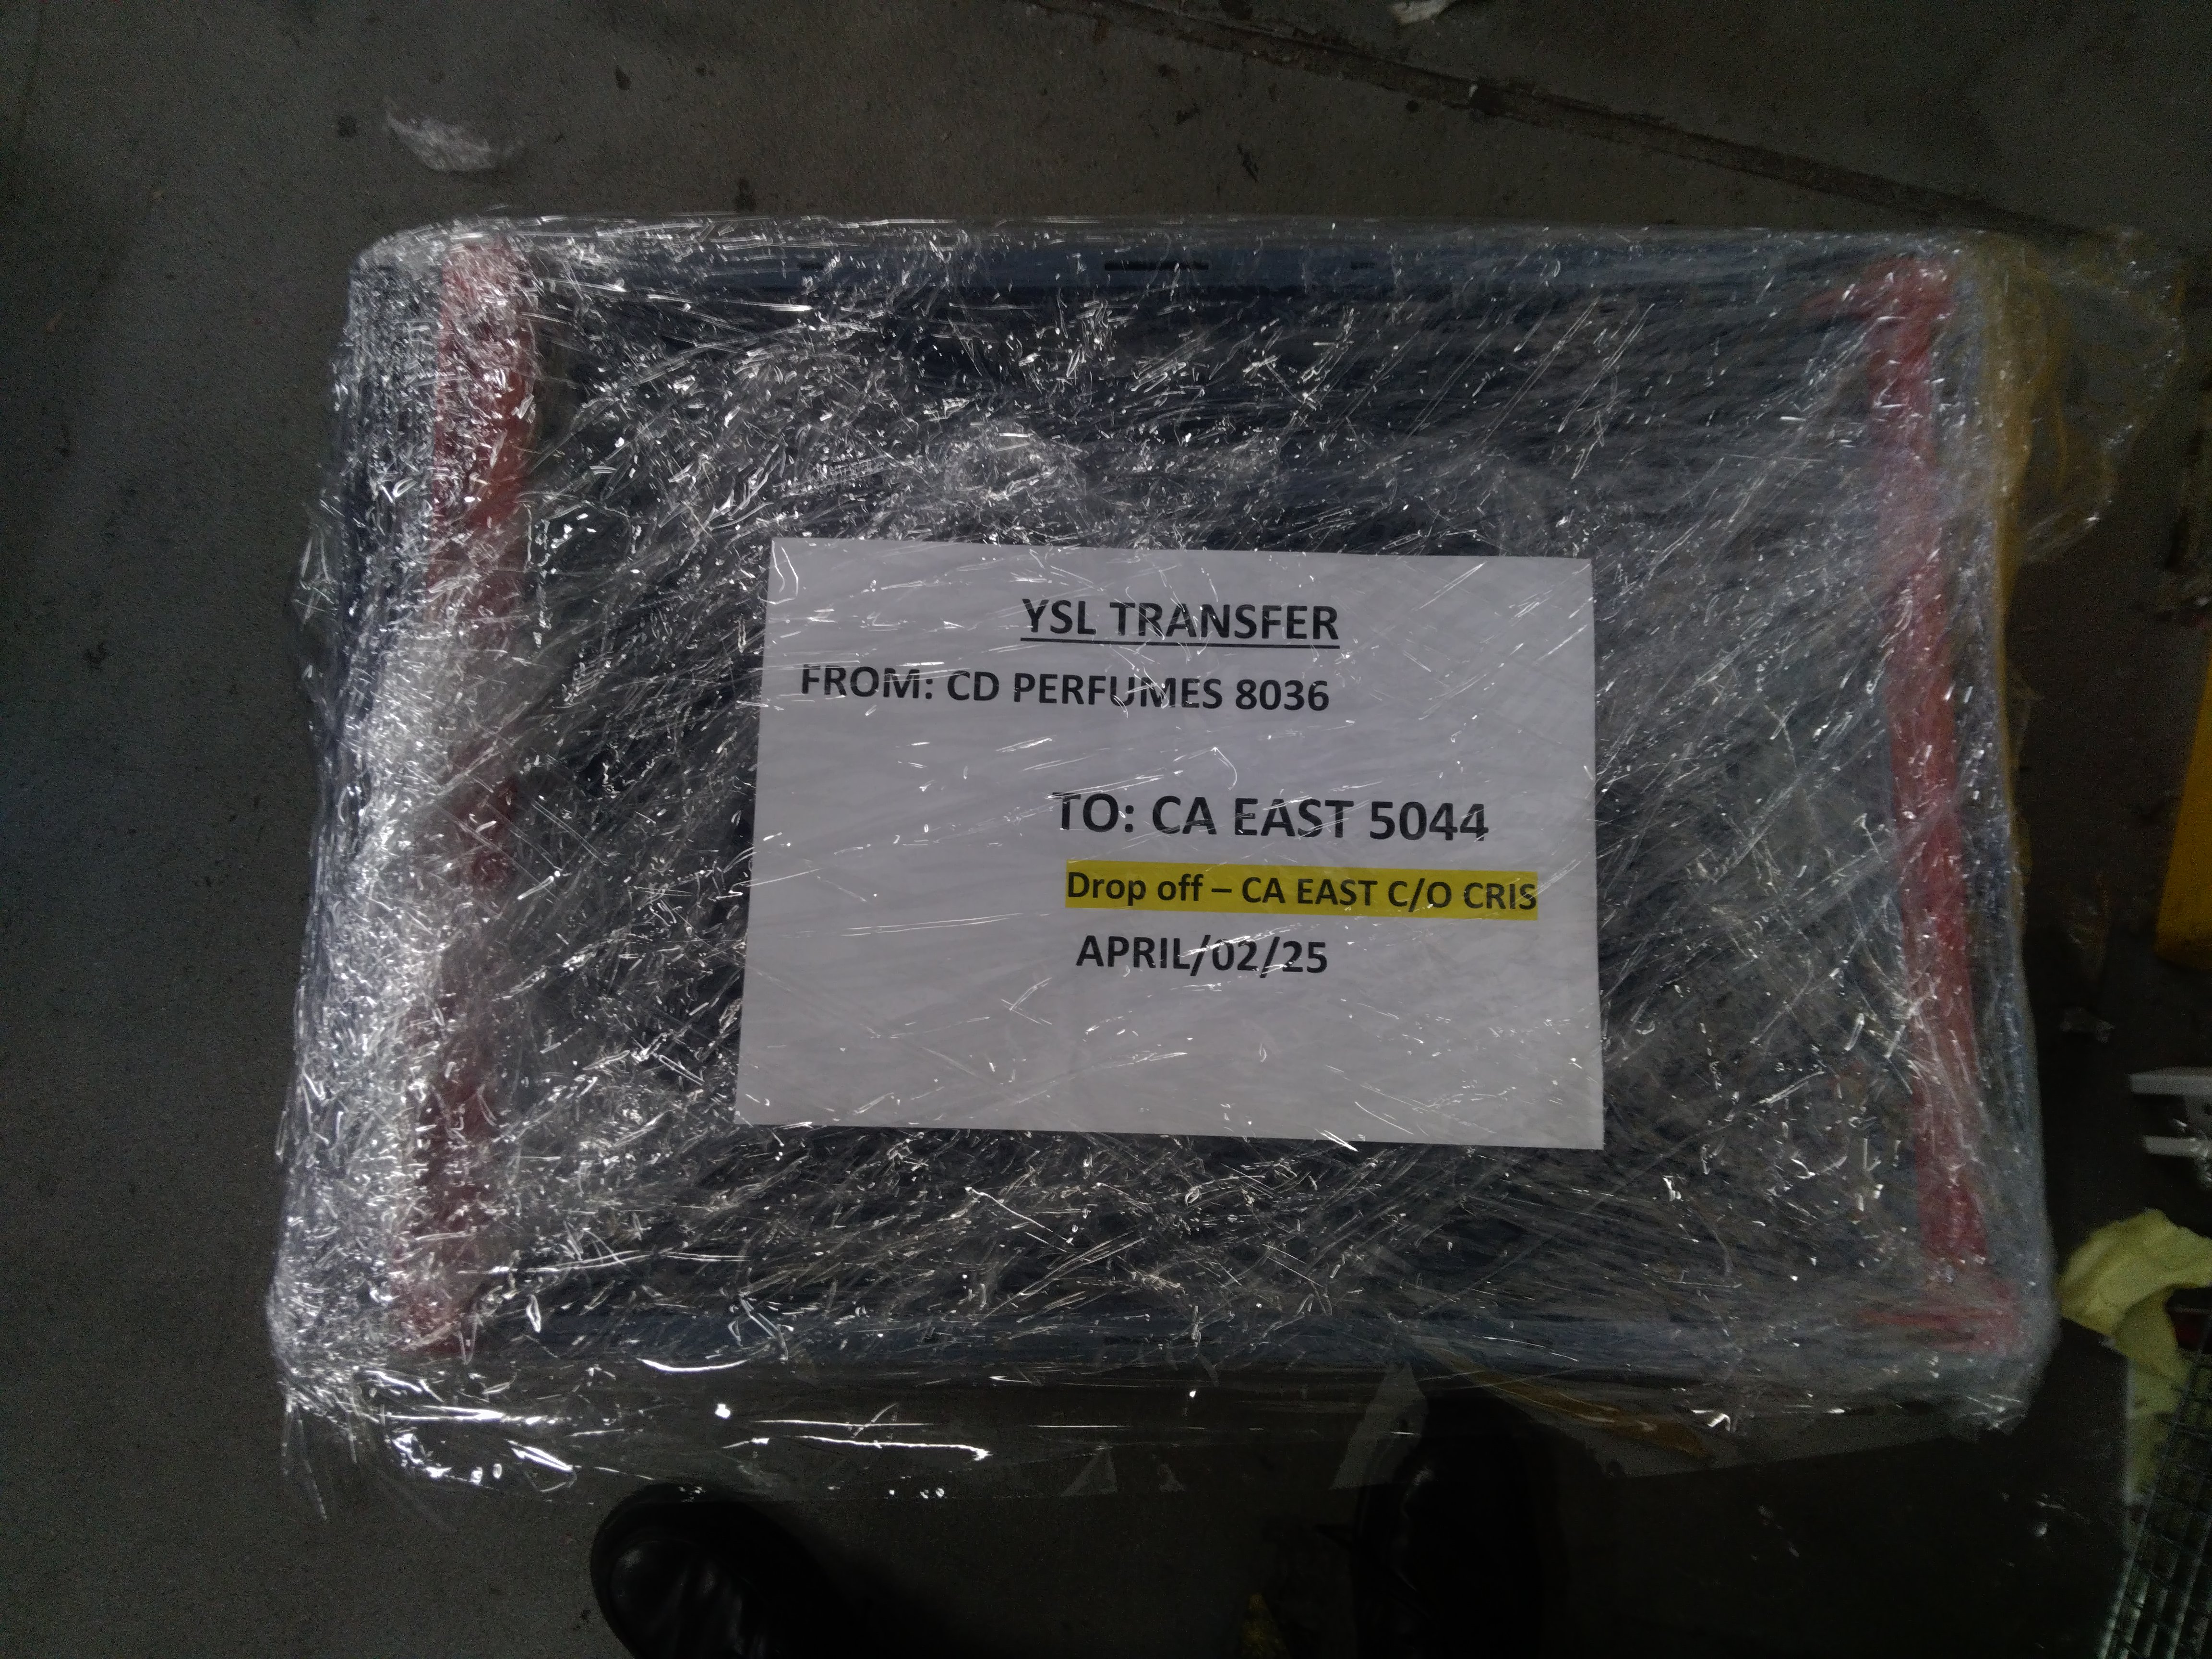 YSL TRANSFER
FROM: CD PERFUMES 8036
TO: CA EAST 5044
Drop off – CA EAST C/O CRIS
APRIL/02/25